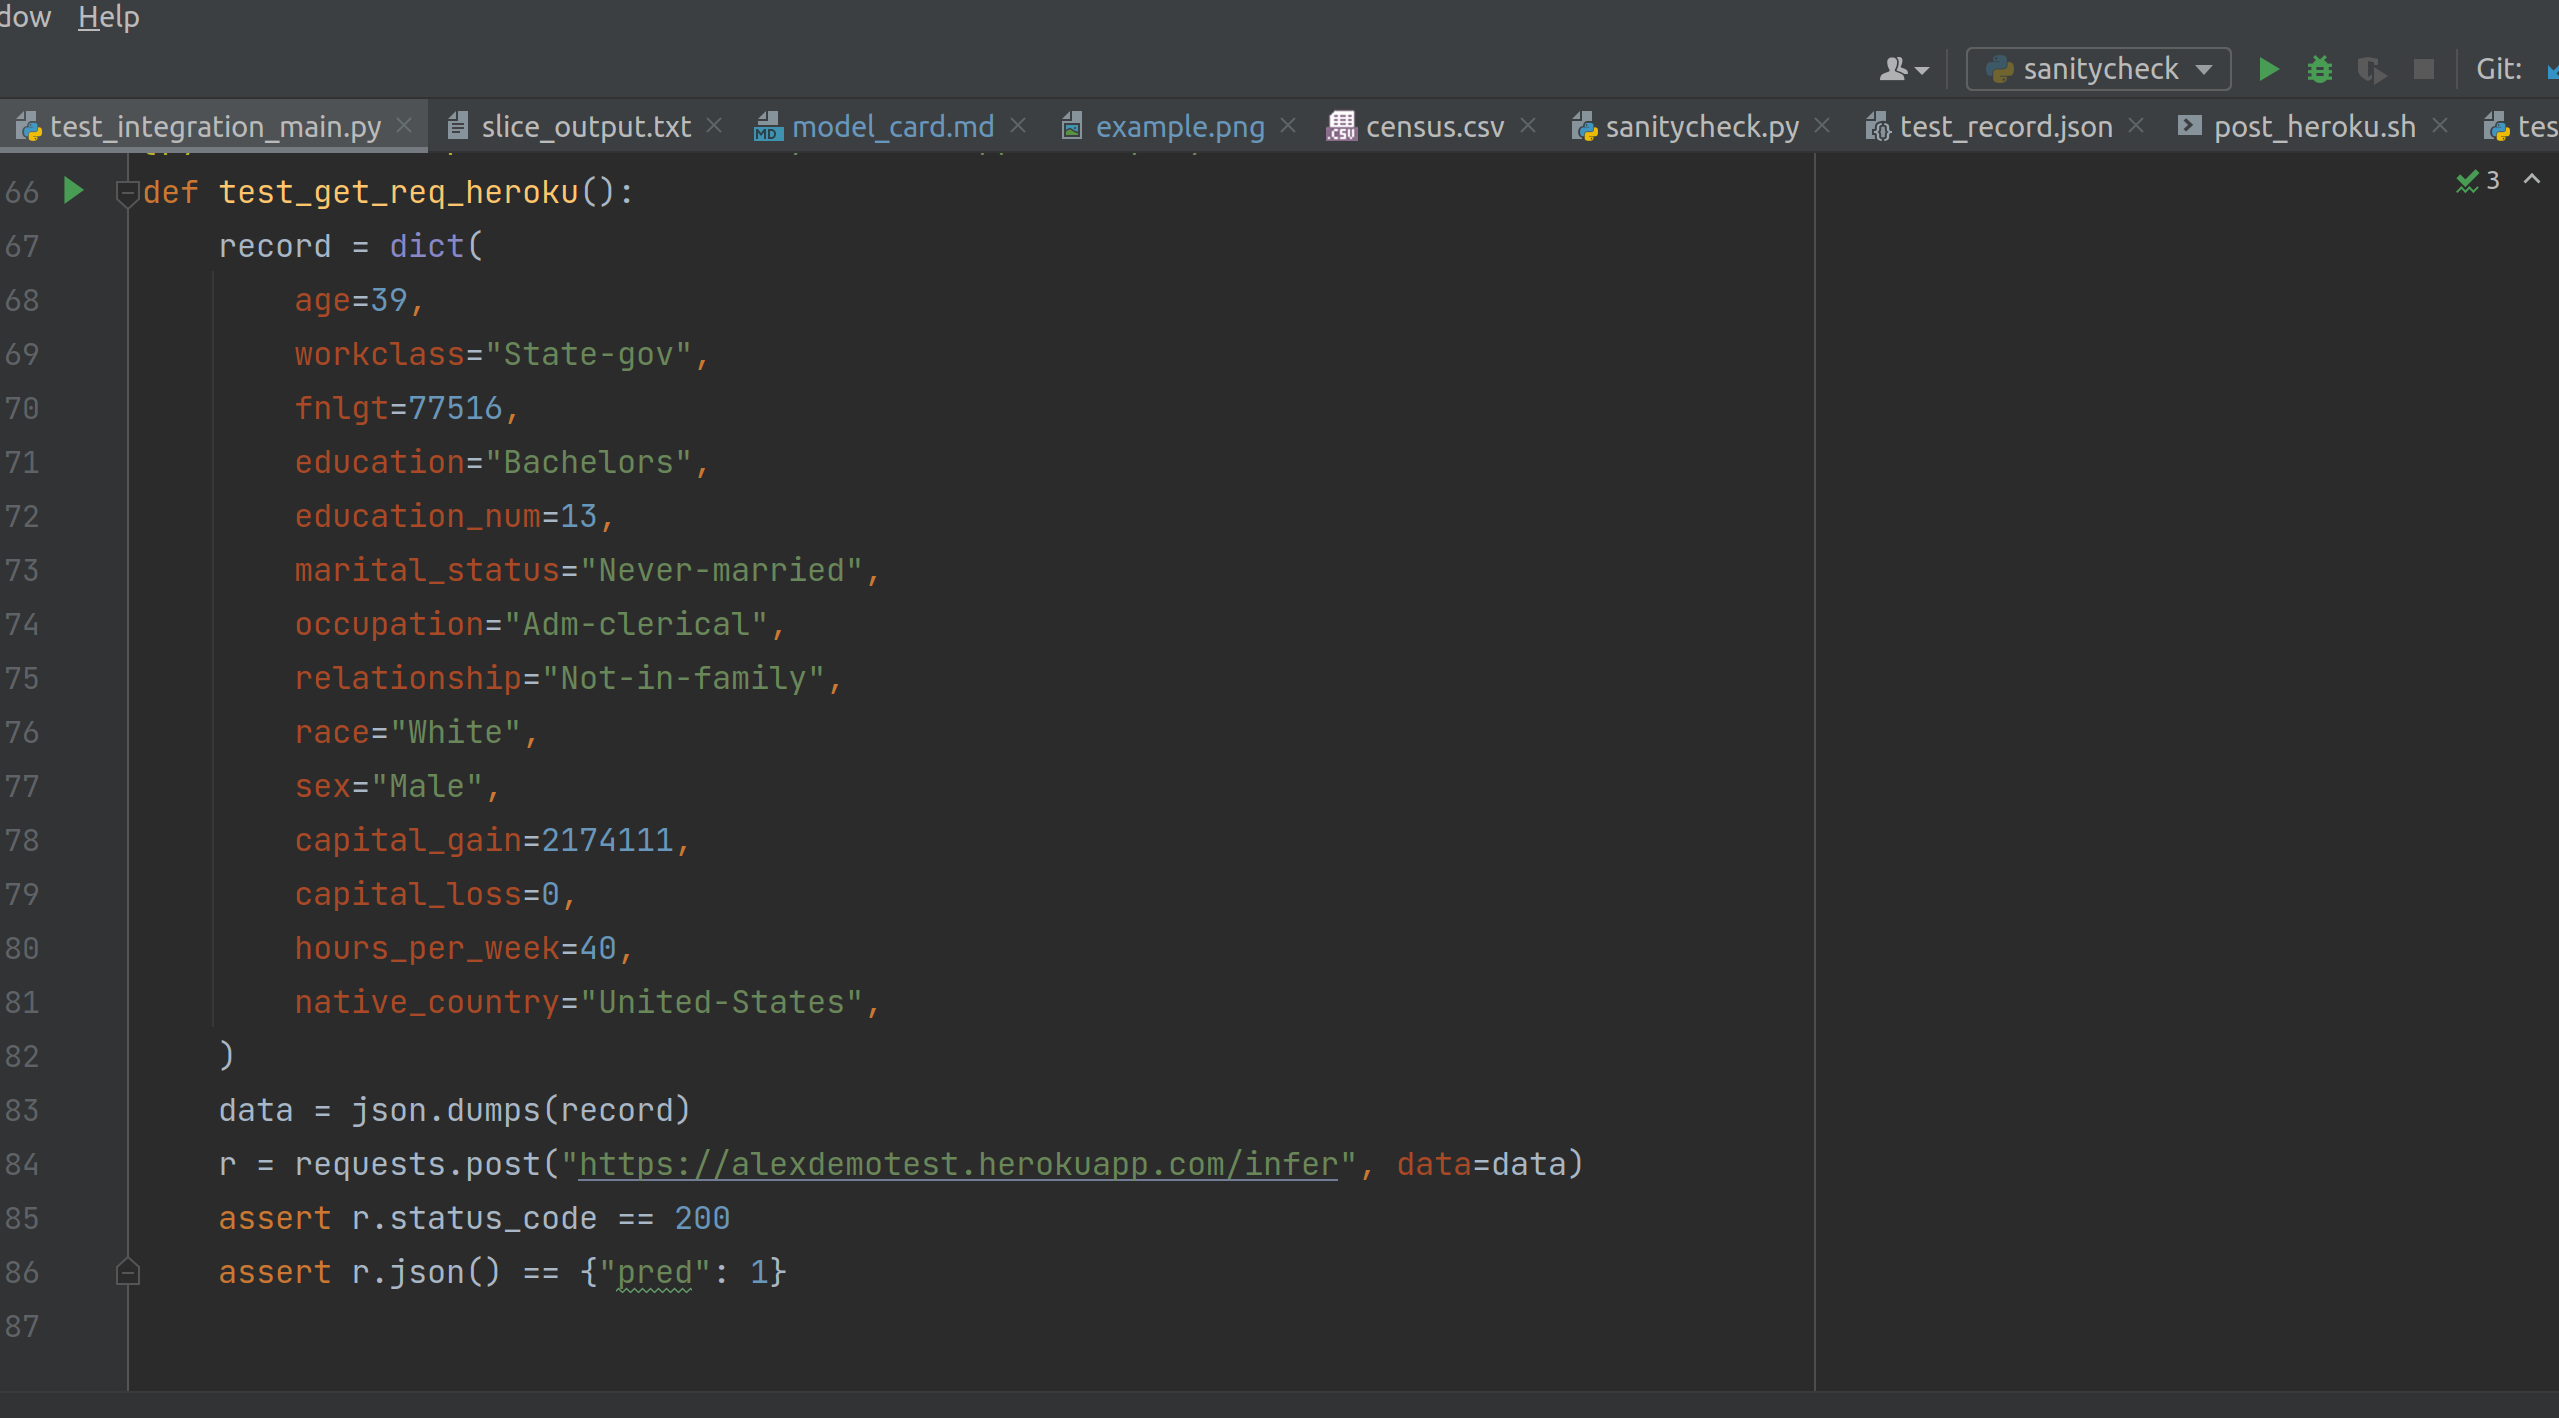 dow Help
sanitycheck Git:
test_integration_main.py slice_output.txt model_card.md example.png census.csv sanitycheck.py test_record.json post_heroku.sh tes
66 def test_get_req_heroku(): 3
67 record = dict(
68 age=39,
69 workclass="State-gov",
70 fnlgt=77516,
71 education="Bachelors",
72 education_num=13,
73 marital_status="Never-married",
74 occupation="Adm-clerical",
75 relationship="Not-in-family",
76 race="White",
77 sex="Male",
78 capital_gain=2174111,
79 capital_loss=0,
80 hours_per_week=40,
81 native_country="United-States",
82 )
83 data = json.dumps(record)
84 r = requests.post("https://alexdemotest.herokuapp.com/infer", data=data)
85 assert r.status_code == 200
86 assert r.json() == {"pred": 1}
87